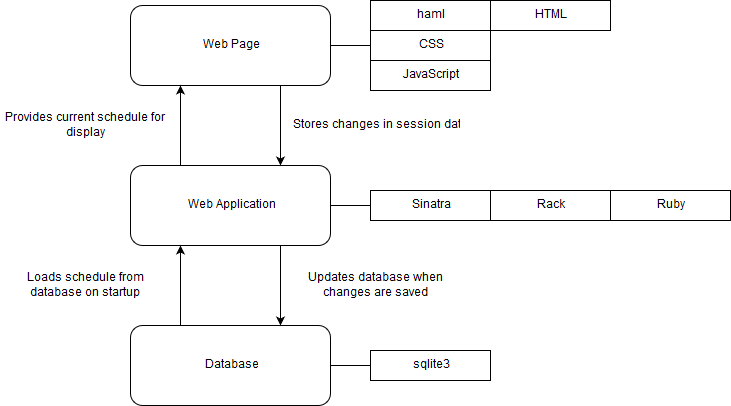 haml
HTML
Web Page
CSS
JavaScript
Provides current schedule for
display
Stores changes in session dat
Web Application
Sinatra
Rack
Ruby
Loads schedule from
database on startup
Updates database when
changes are saved
Database
sqlite3